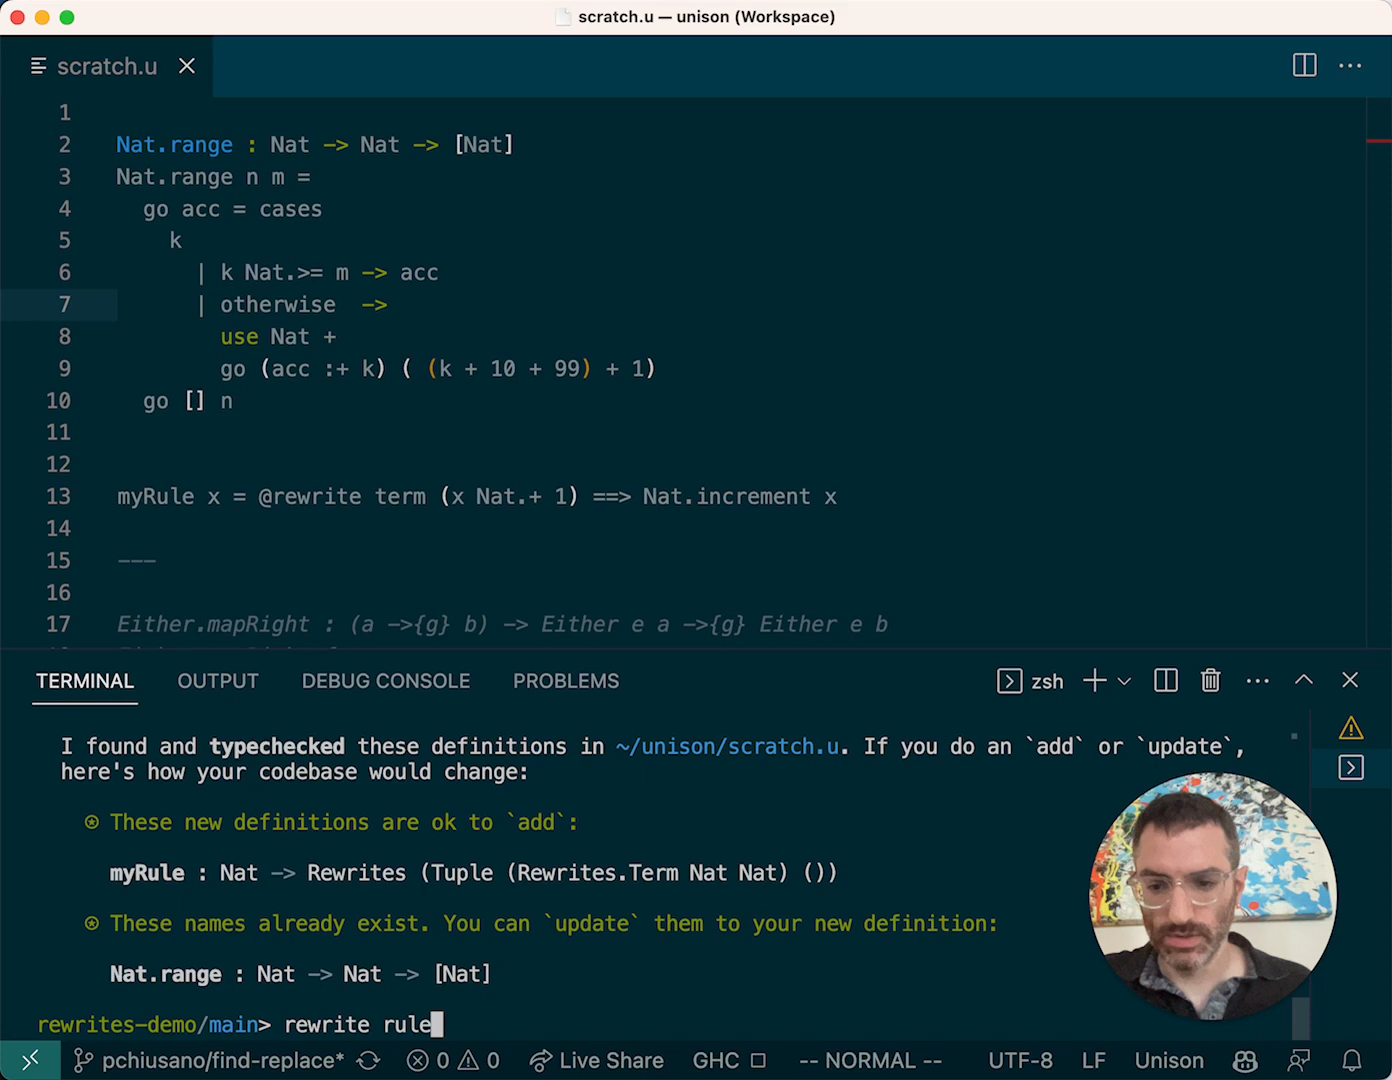 scratch.u — unison (Workspace)
scratch.u
1
2 Nat.range : Nat -> Nat -> [Nat]
3 Nat.range n m =
4 go acc = cases
5 k
6 | k Nat.>= m -> acc
7 | otherwise ->
8 use Nat +
9 go (acc :+ k) ( (k + 10 + 99) + 1)
10 go [] n
11
12
13 myRule x = @rewrite term (x Nat.+ 1) ==> Nat.increment x
14
15 ---
16
17 Either.mapRight : (a ->{g} b) -> Either e a ->{g} Either e b
TERMINAL OUTPUT DEBUG CONSOLE PROBLEMS zsh
I found and typechecked these definitions in ~/unison/scratch.u. If you do an `add` or `update`,
here's how your codebase would change:
These new definitions are ok to `add`:
myRule : Nat -> Rewrites (Tuple (Rewrites.Term Nat Nat) ())
These names already exist. You can `update` them to your new definition:
Nat.range : Nat -> Nat -> [Nat]
rewrites-demo/main> rewrite rule
pchiusano/find-replace* 0 0 Live Share GHC -- NORMAL -- UTF-8 LF Unison